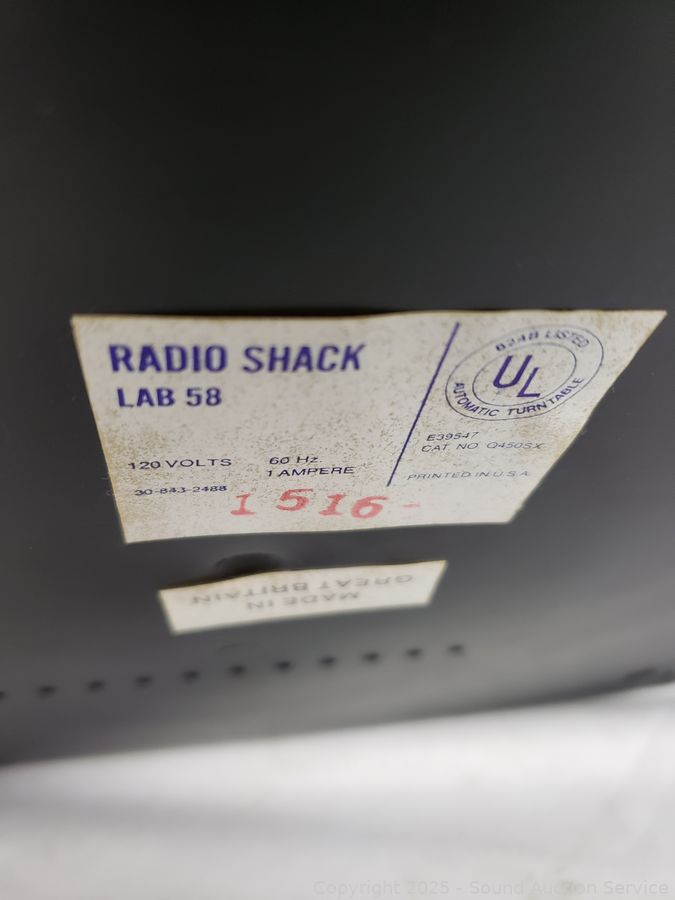 RADIO SHACK
LAB 58
120 VOLTS 60 Hz.
1 AMPERE
30-843-2488
1516-
624B LISTED
UL
AUTOMATIC TURNTABLE
E39547
CAT NO Q450SX
PRINTED IN U.S.A.
MADE IN
GREAT BRITAIN
Copyright 2025 - Sound Auction Service